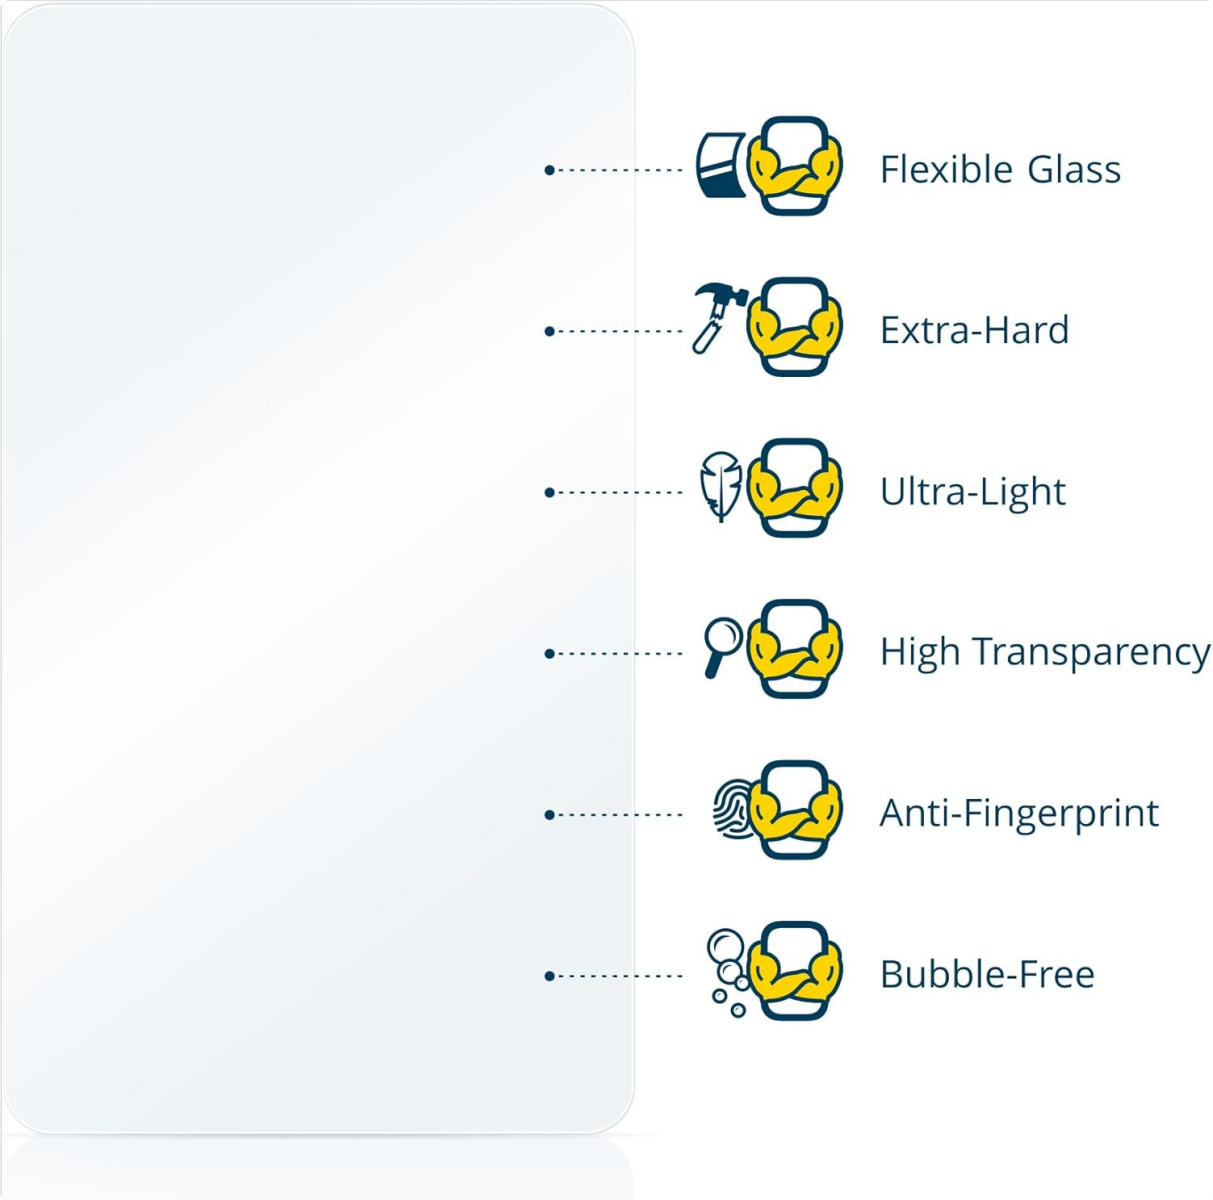 Flexible Glass
Extra-Hard
Ultra-Light
High Transparency
Anti-Fingerprint
Bubble-Free